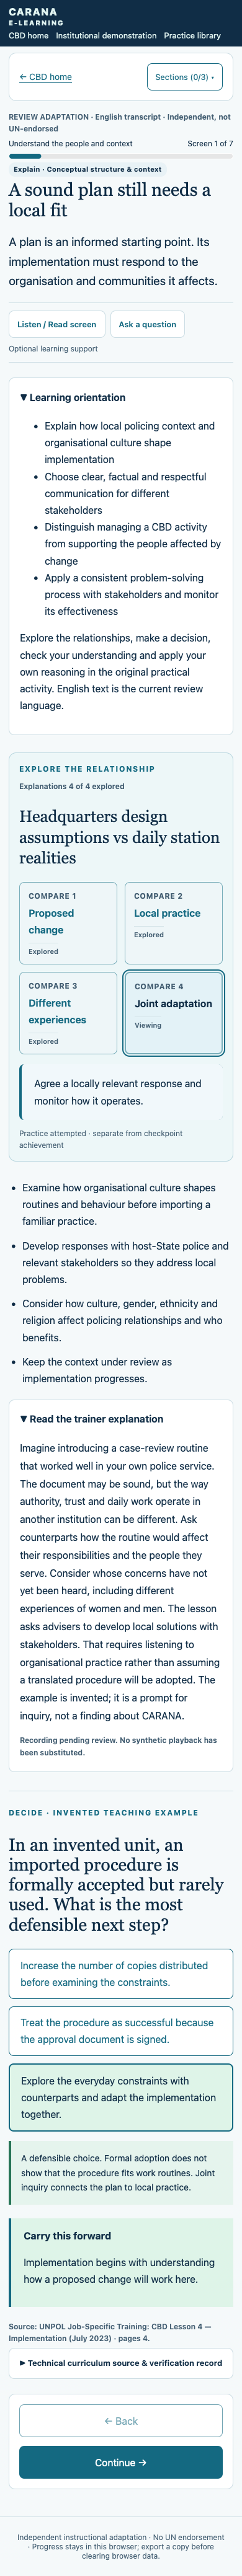 CARANA
E-LEARNING
CBD home Institutional demonstration Practice library
← CBD home
Sections (0/3) ▾
REVIEW ADAPTATION · English transcript · Independent, not
UN-endorsed
Understand the people and context
Screen 1 of 7
Explain · Conceptual structure & context
A sound plan still needs a
local fit
A plan is an informed starting point. Its
implementation must respond to the
organisation and communities it affects.
Listen / Read screen
Ask a question
Optional learning support
▼ Learning orientation
• Explain how local policing context and
organisational culture shape
implementation
• Choose clear, factual and respectful
communication for different
stakeholders
• Distinguish managing a CBD activity
from supporting the people affected by
change
• Apply a consistent problem-solving
process with stakeholders and monitor
its effectiveness
Explore the relationships, make a decision,
check your understanding and apply your
own reasoning in the original practical
activity. English text is the current review
language.
EXPLORE THE RELATIONSHIP
Explanations 4 of 4 explored
Headquarters design
assumptions vs daily station
realities
COMPARE 1
Proposed
change
Explored
COMPARE 2
Local practice
Explored
COMPARE 3
Different
experiences
Explored
COMPARE 4
Joint adaptation
Viewing
Agree a locally relevant response and
monitor how it operates.
Practice attempted · separate from checkpoint
achievement
• Examine how organisational culture shapes
routines and behaviour before importing a
familiar practice.
• Develop responses with host-State police and
relevant stakeholders so they address local
problems.
• Consider how culture, gender, ethnicity and
religion affect policing relationships and who
benefits.
• Keep the context under review as
implementation progresses.
▼ Read the trainer explanation
Imagine introducing a case-review routine
that worked well in your own police service.
The document may be sound, but the way
authority, trust and daily work operate in
another institution can be different. Ask
counterparts how the routine would affect
their responsibilities and the people they
serve. Consider whose concerns have not
yet been heard, including different
experiences of women and men. The lesson
asks advisers to develop local solutions with
stakeholders. That requires listening to
organisational practice rather than assuming
a translated procedure will be adopted. The
example is invented; it is a prompt for
inquiry, not a finding about CARANA.
Recording pending review. No synthetic playback has
been substituted.
DECIDE · INVENTED TEACHING EXAMPLE
In an invented unit, an
imported procedure is
formally accepted but rarely
used. What is the most
defensible next step?
Increase the number of copies distributed
before examining the constraints.
Treat the procedure as successful because
the approval document is signed.
Explore the everyday constraints with
counterparts and adapt the implementation
together.
A defensible choice. Formal adoption does not
show that the procedure fits work routines. Joint
inquiry connects the plan to local practice.
Carry this forward
Implementation begins with understanding
how a proposed change will work here.
Source: UNPOL Job-Specific Training: CBD Lesson 4 —
Implementation (July 2023) · pages 4.
▶ Technical curriculum source & verification record
← Back
Continue →
Independent instructional adaptation · No UN endorsement
· Progress stays in this browser; export a copy before
clearing browser data.